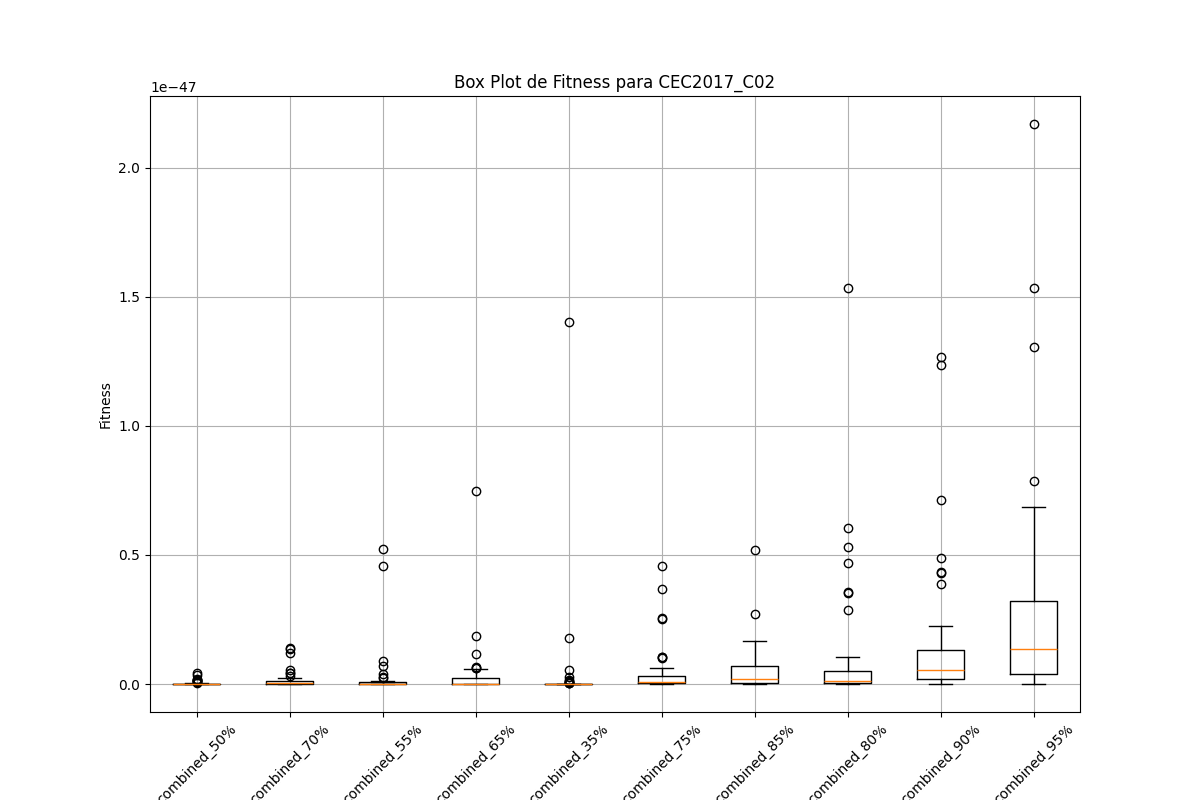 Box Plot de Fitness para CEC2017_C02
1e−47
2.0
1.5
1.0
0.5
0.0
Fitness
combined_50%
combined_70%
combined_55%
combined_65%
combined_35%
combined_75%
combined_85%
combined_80%
combined_90%
combined_95%